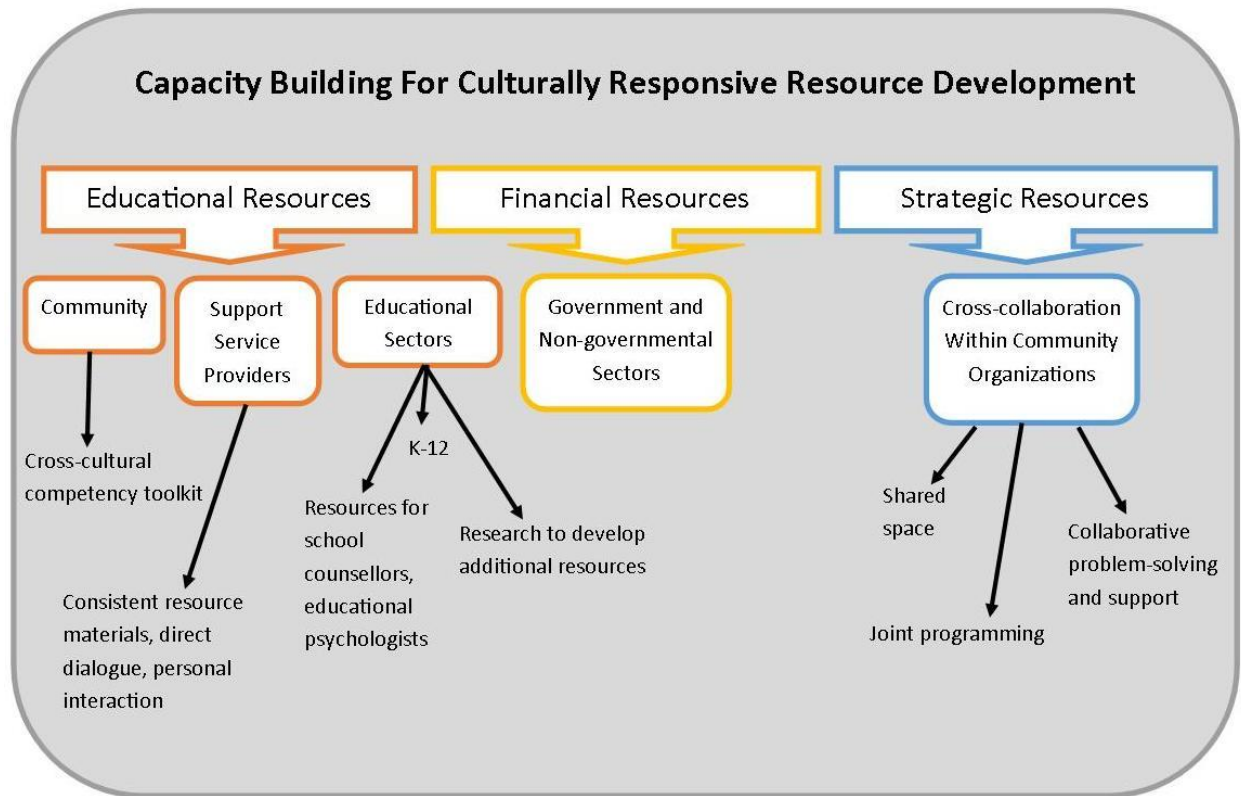 Capacity Building For Culturally Responsive Resource Development
Educational Resources
Financial Resources
Strategic Resources
Community
Support
Service
Providers
Educational
Sectors
Government and
Non-governmental
Sectors
Cross-collaboration
Within Community
Organizations
Cross-cultural
competency toolkit
Consistent resource
materials, direct
dialogue, personal
interaction
Resources for
school
counsellors,
educational
psychologists
K-12
Research to develop
additional resources
Shared
space
Joint programming
Collaborative
problem-solving
and support